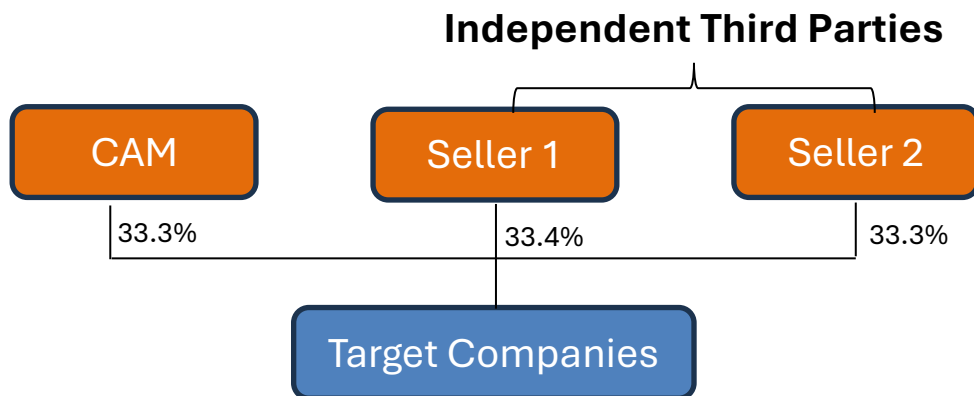 Independent Third Parties
CAM
Seller 1
Seller 2
33.3%
33.4%
33.3%
Target Companies